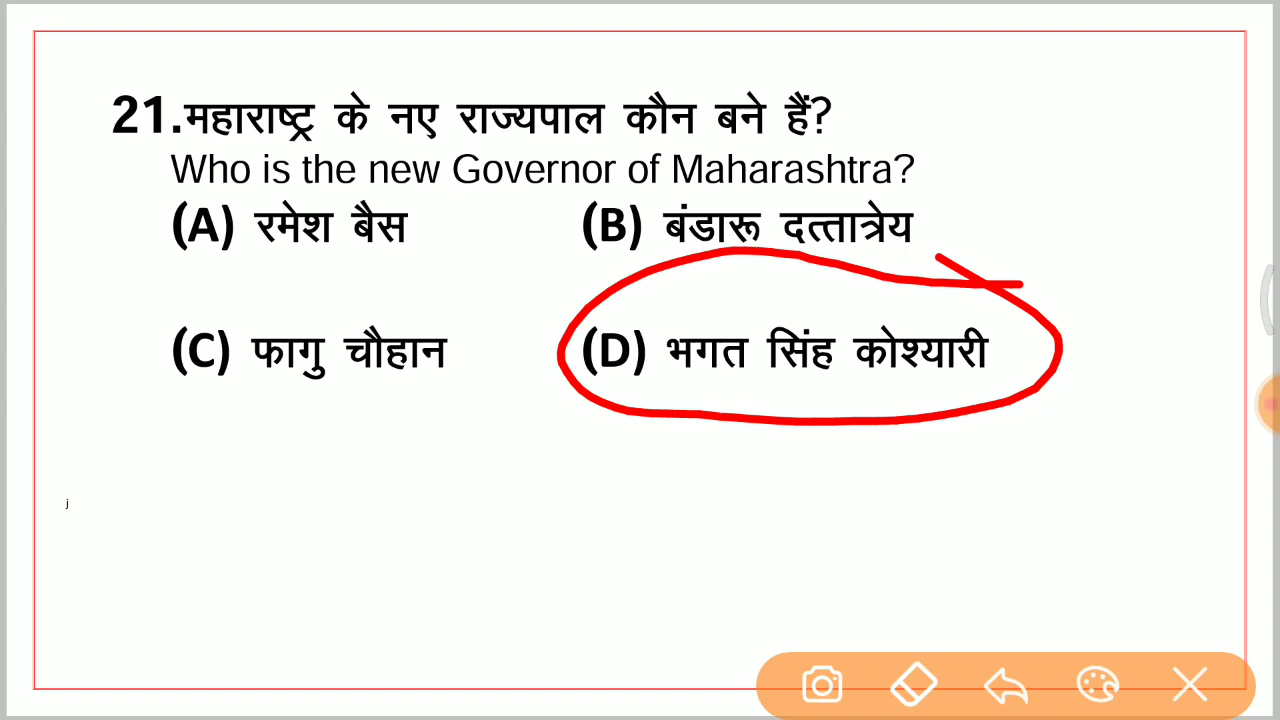 21.महाराष्ट्र के नए राज्यपाल कौन बने हैं?
Who is the new Governor of Maharashtra?
(A) रमेश बैस (B) बंडारू दत्तात्रेय
(C) फागु चौहान (D) भगत सिंह कोश्यारी
j